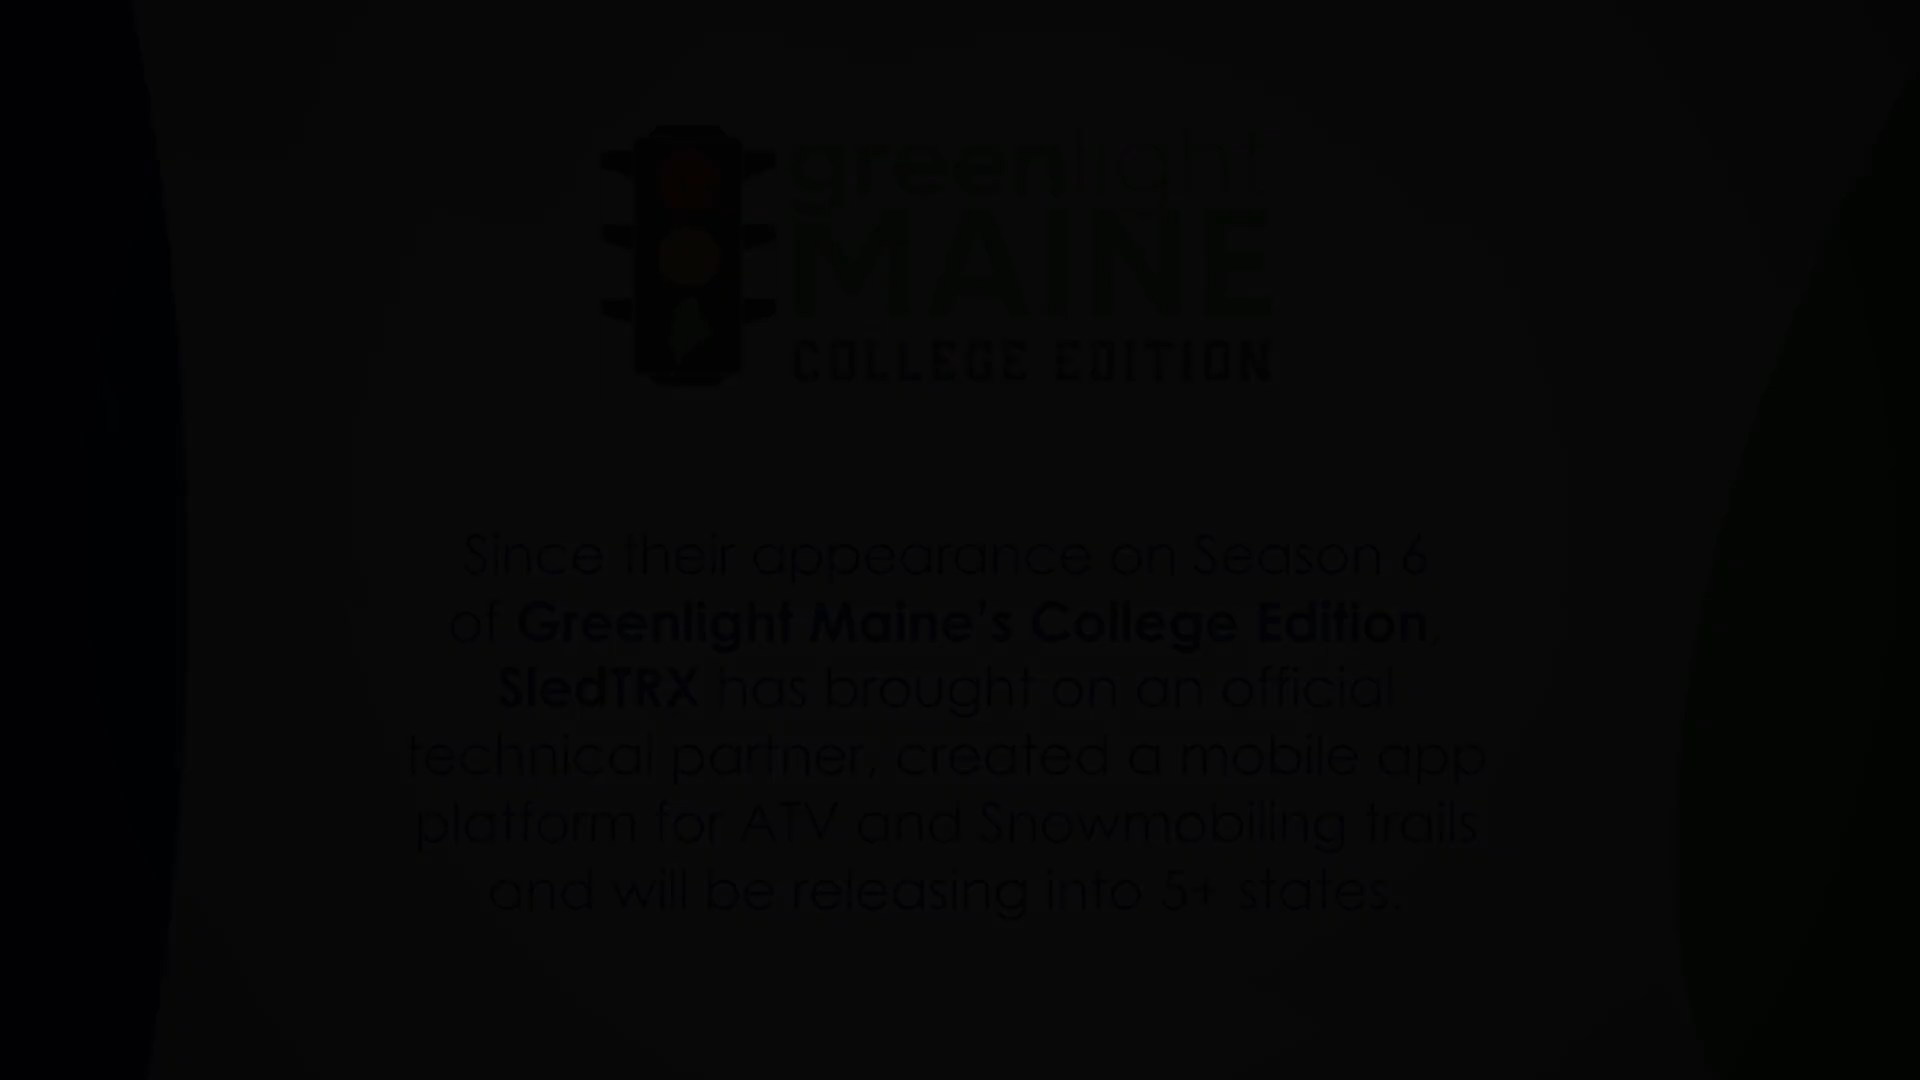 greenlight
MAINE
COLLEGE EDITION
Since their appearance on Season 6
of Greenlight Maine's College Edition,
SledTRX has brought on an official
technical partner, created a mobile app
platform for ATV and Snowmobiling trails
and will be releasing into 5+ states.